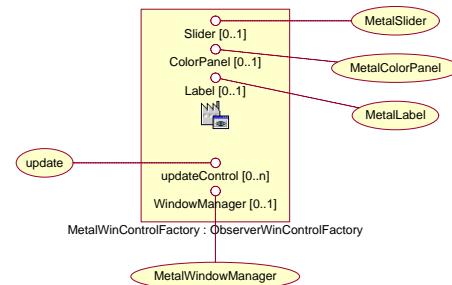 Slider [0..1]
MetalSlider
ColorPanel [0..1]
MetalColorPanel
Label [0..1]
MetalLabel
update
updateControl [0..n]
WindowManager [0..1]
MetalWinControlFactory : ObserverWinControlFactory
MetalWindowManager